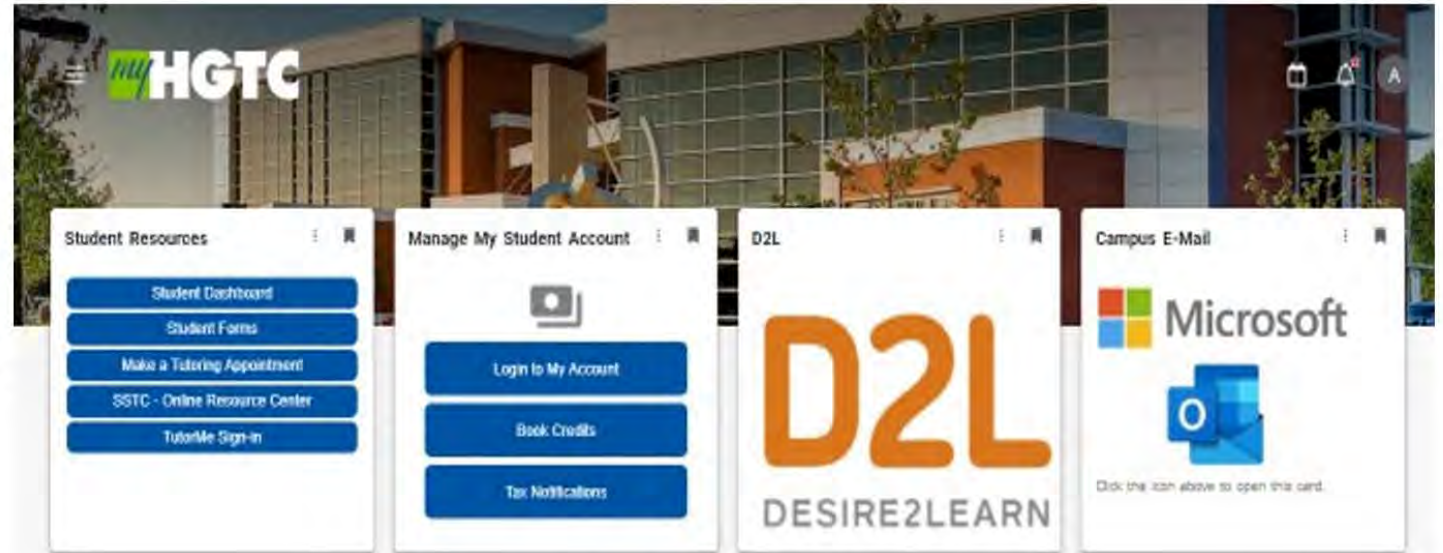 myHGTC
A
Student Resources
Student Dashboard
Student Forms
Make a Tutoring Appointment
SSTC - Online Resource Center
TutorMe Sign-in
Manage My Student Account
Login to My Account
Book Credits
Tax Notifications
D2L
D2L
DESIRE2LEARN
Campus E-Mail
Microsoft
O
Click the icon above to open this card.